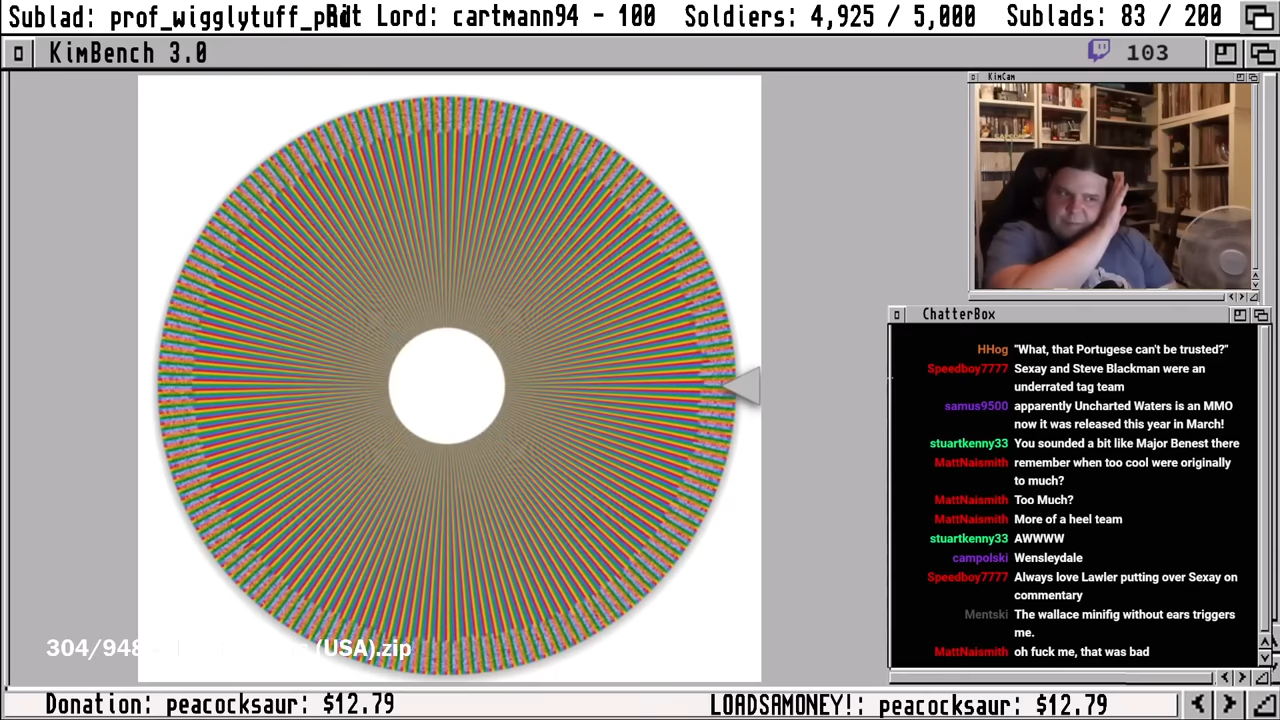 Sublad: prof_wigglytuff_phd
Bit Lord: cartmann94 - 100
Soldiers: 4,925 / 5,000
Sublads: 83 / 200
KimBench 3.0
103
KimCam
ChatterBox
HHog "What, that Portugese can't be trusted?"
Speedboy7777 Sexay and Steve Blackman were an
underrated tag team
samus9500 apparently Uncharted Waters is an MMO
now it was released this year in March!
stuartkenny33 You sounded a bit like Major Benest there
MattNaismith remember when too cool were originally
to much?
MattNaismith Too Much?
MattNaismith More of a heel team
stuartkenny33 AWWWW
campolski Wensleydale
Speedboy7777 Always love Lawler putting over Sexay on
commentary
Mentski The wallace minifig without ears triggers
me.
MattNaismith oh fuck me, that was bad
304/948
(USA).zip
Donation: peacocksaur: $12.79
LOADSAMONEY!: peacocksaur: $12.79